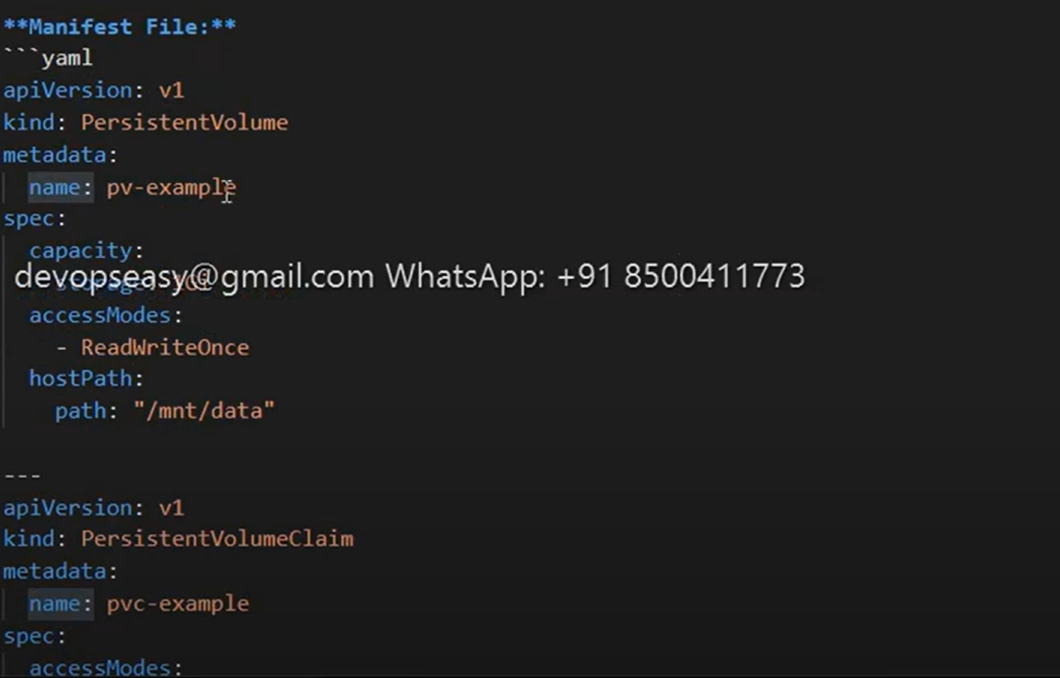 **Manifest File:**
```yaml
apiVersion: v1
kind: PersistentVolume
metadata:
  name: pv-example
spec:
  capacity:
devopseasy@gmail.com WhatsApp: +91 8500411773
    storage:
  accessModes:
    - ReadWriteOnce
  hostPath:
    path: "/mnt/data"
---
apiVersion: v1
kind: PersistentVolumeClaim
metadata:
  name: pvc-example
spec:
  accessModes: